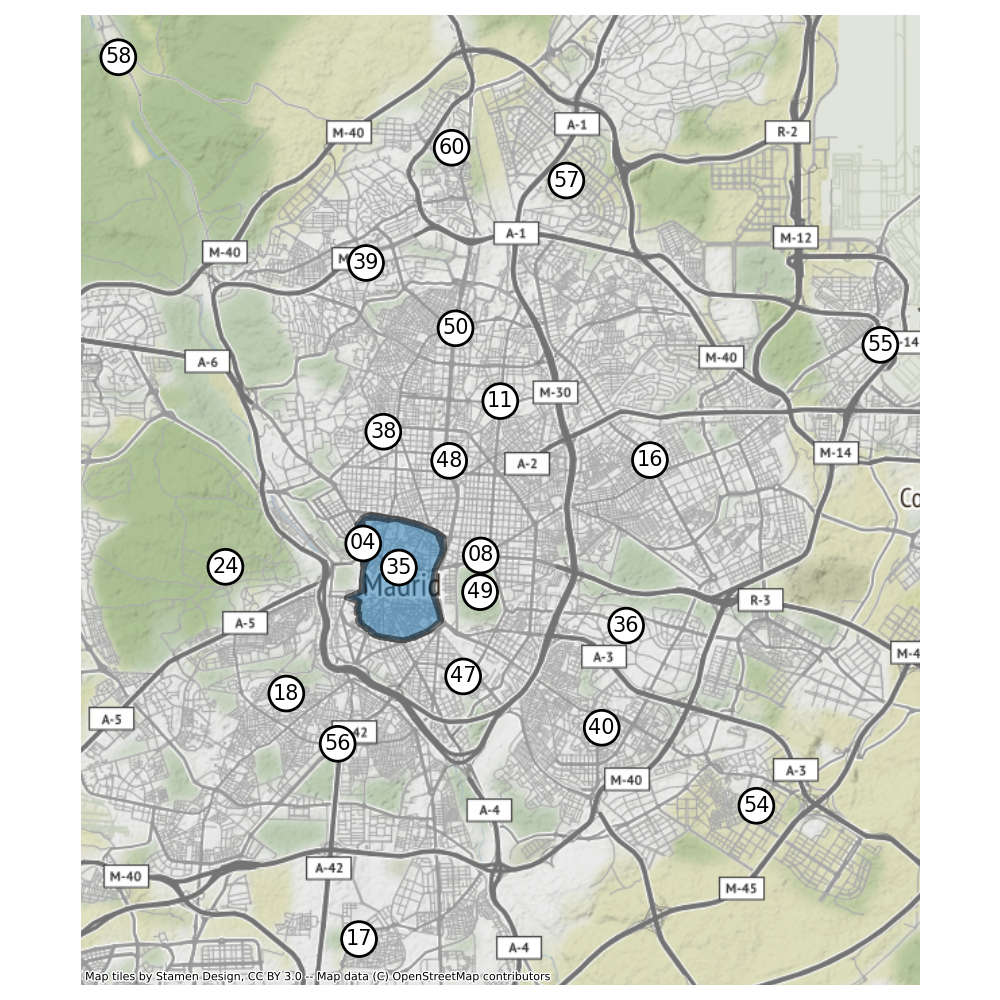 58
A-1
M-40
R-2
60
57
A-1
M-12
M-40
M
39
50
55
-14
M-40
A-6
M-30
11
38
48
A-2
16
M-14
Co
04
08
35
24
Madrid
49
R-3
A-5
36
M-4
A-3
47
18
A-5
40
42
56
A-3
M-40
54
A-4
A-42
M-40
M-45
17
A-4
Map tiles by Stamen Design, CC BY 3.0 -- Map data (C) OpenStreetMap contributors